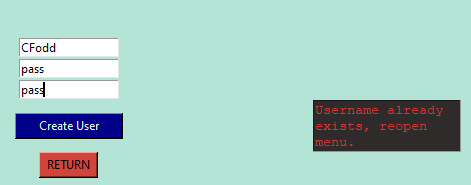 CFodd
pass
pass
Create User
RETURN
Username already
exists, reopen
menu.